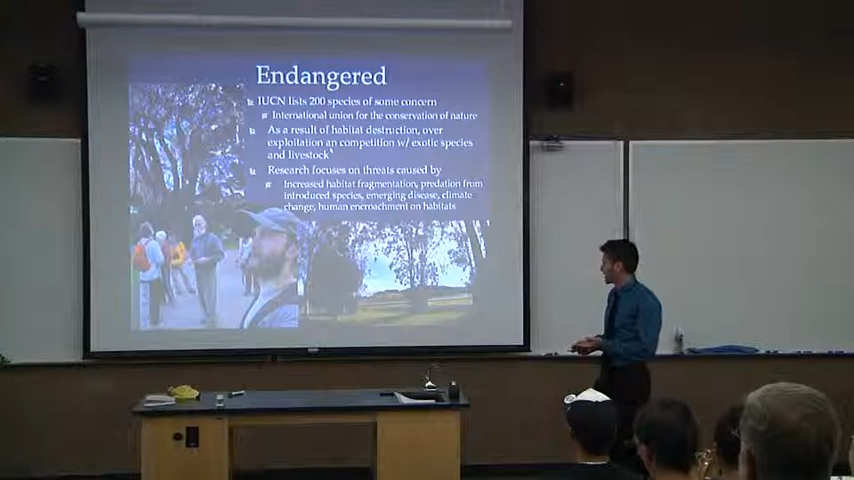 Endangered
IUCN lists 200 species of some concern
International union for the conservation of nature
As a result of habitat destruction, over
exploitation an competition w/ exotic species
and livestock
Research focuses on threats caused by
Increased habitat fragmentation, predation from
introduced species, emerging disease, climate
change, human encroachment on habitats